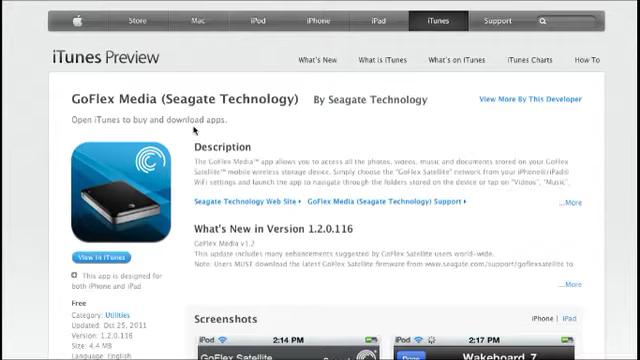 Store Mac iPod iPhone iPad iTunes Support
iTunes Preview
What's New What is iTunes What's on iTunes iTunes Charts How To
GoFlex Media (Seagate Technology) By Seagate Technology
View More By This Developer
Open iTunes to buy and download apps.
Description
The GoFlex Media™ app allows you to access all the photos, videos, music and documents stored on your GoFlex
Satellite™ mobile wireless storage device. Simply choose the "GoFlex Satellite" network from your iPhone®/iPad®
WiFi settings and launch the app to navigate through the folders stored on the device or tap on "Videos", "Music",
Seagate Technology Web Site GoFlex Media (Seagate Technology) Support
...More
What's New in Version 1.2.0.116
GoFlex Media v1.2
This update includes many enhancements suggested by GoFlex Satellite users world-wide.
Note: Users MUST download the latest GoFlex Satellite firmware from www.seagate.com/support/goflexsatellite to
...More
View in iTunes
This app is designed for
both iPhone and iPad
Free
Category: Utilities
Updated: Oct 25, 2011
Version: 1.2.0.116
Size: 4.4 MB
Language: English
Screenshots
iPhone iPad
2:14 PM
GoFlex Satellite
2:17 PM
Done
Wakeboard 7